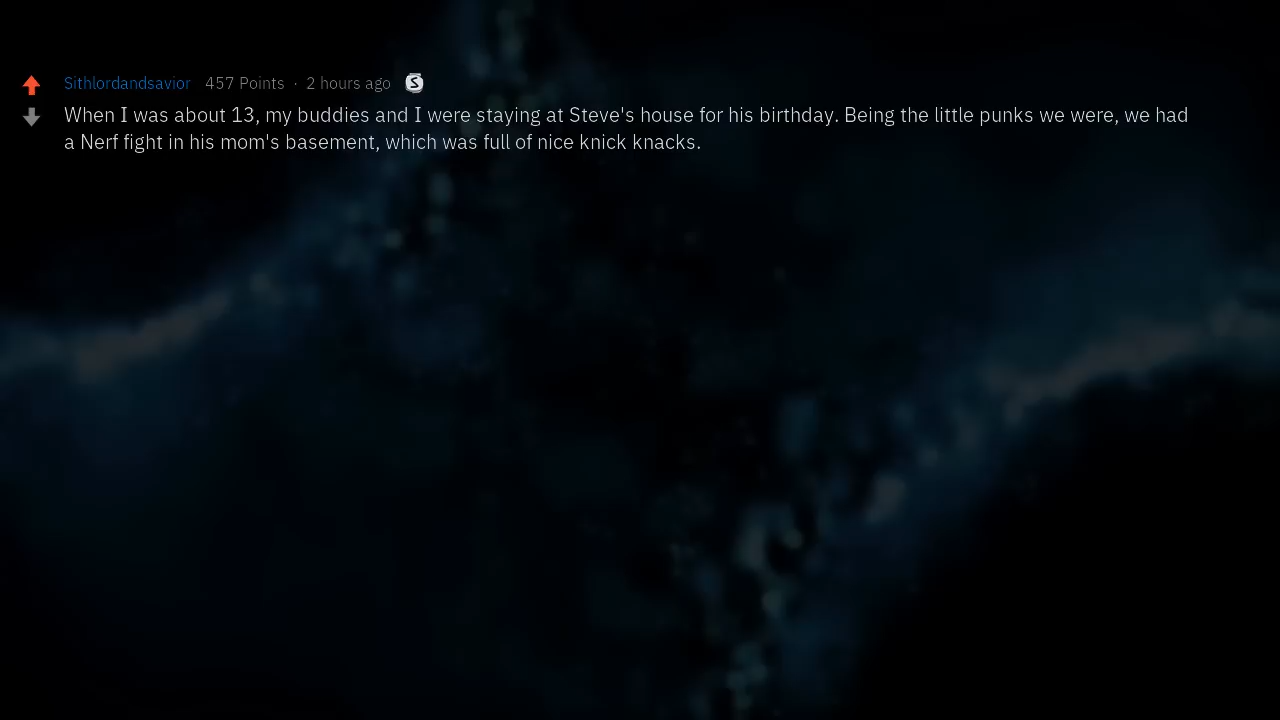 Sithlordandsavior 457 Points · 2 hours ago S
When I was about 13, my buddies and I were staying at Steve's house for his birthday. Being the little punks we were, we had
a Nerf fight in his mom's basement, which was full of nice knick knacks.